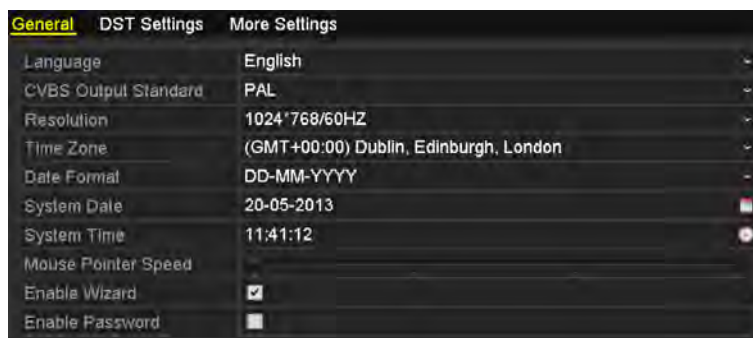 General DST Settings More Settings
Language English
CVBS Output Standard PAL
Resolution 1024*768/60HZ
Time Zone (GMT+00:00) Dublin, Edinburgh, London
Date Format DD-MM-YYYY
System Date 20-05-2013
System Time 11:41:12
Mouse Pointer Speed
Enable Wizard
Enable Password